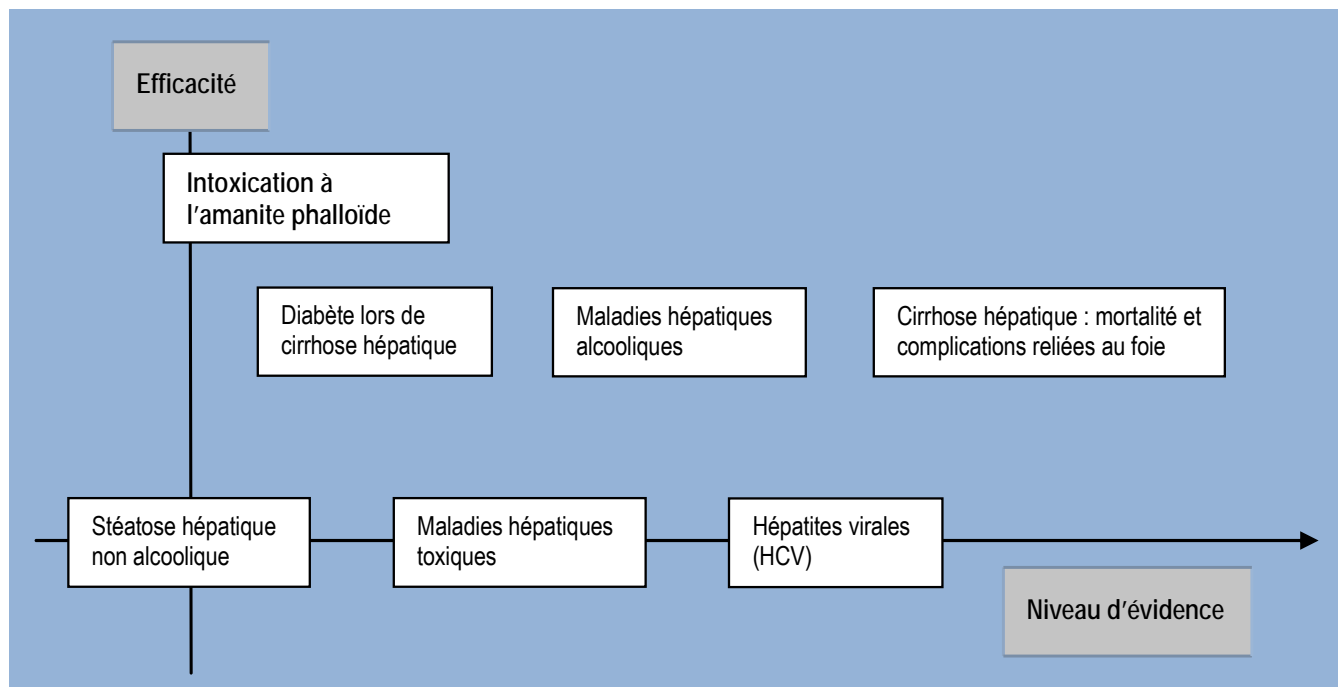 Efficacité
Intoxication à
l'amanite phalloïde
Diabète lors de
cirrhose hépatique
Maladies hépatiques
alcooliques
Cirrhose hépatique : mortalité et
complications reliées au foie
Stéatose hépatique
non alcoolique
Maladies hépatiques
toxiques
Hépatites virales
(HCV)
Niveau d'évidence